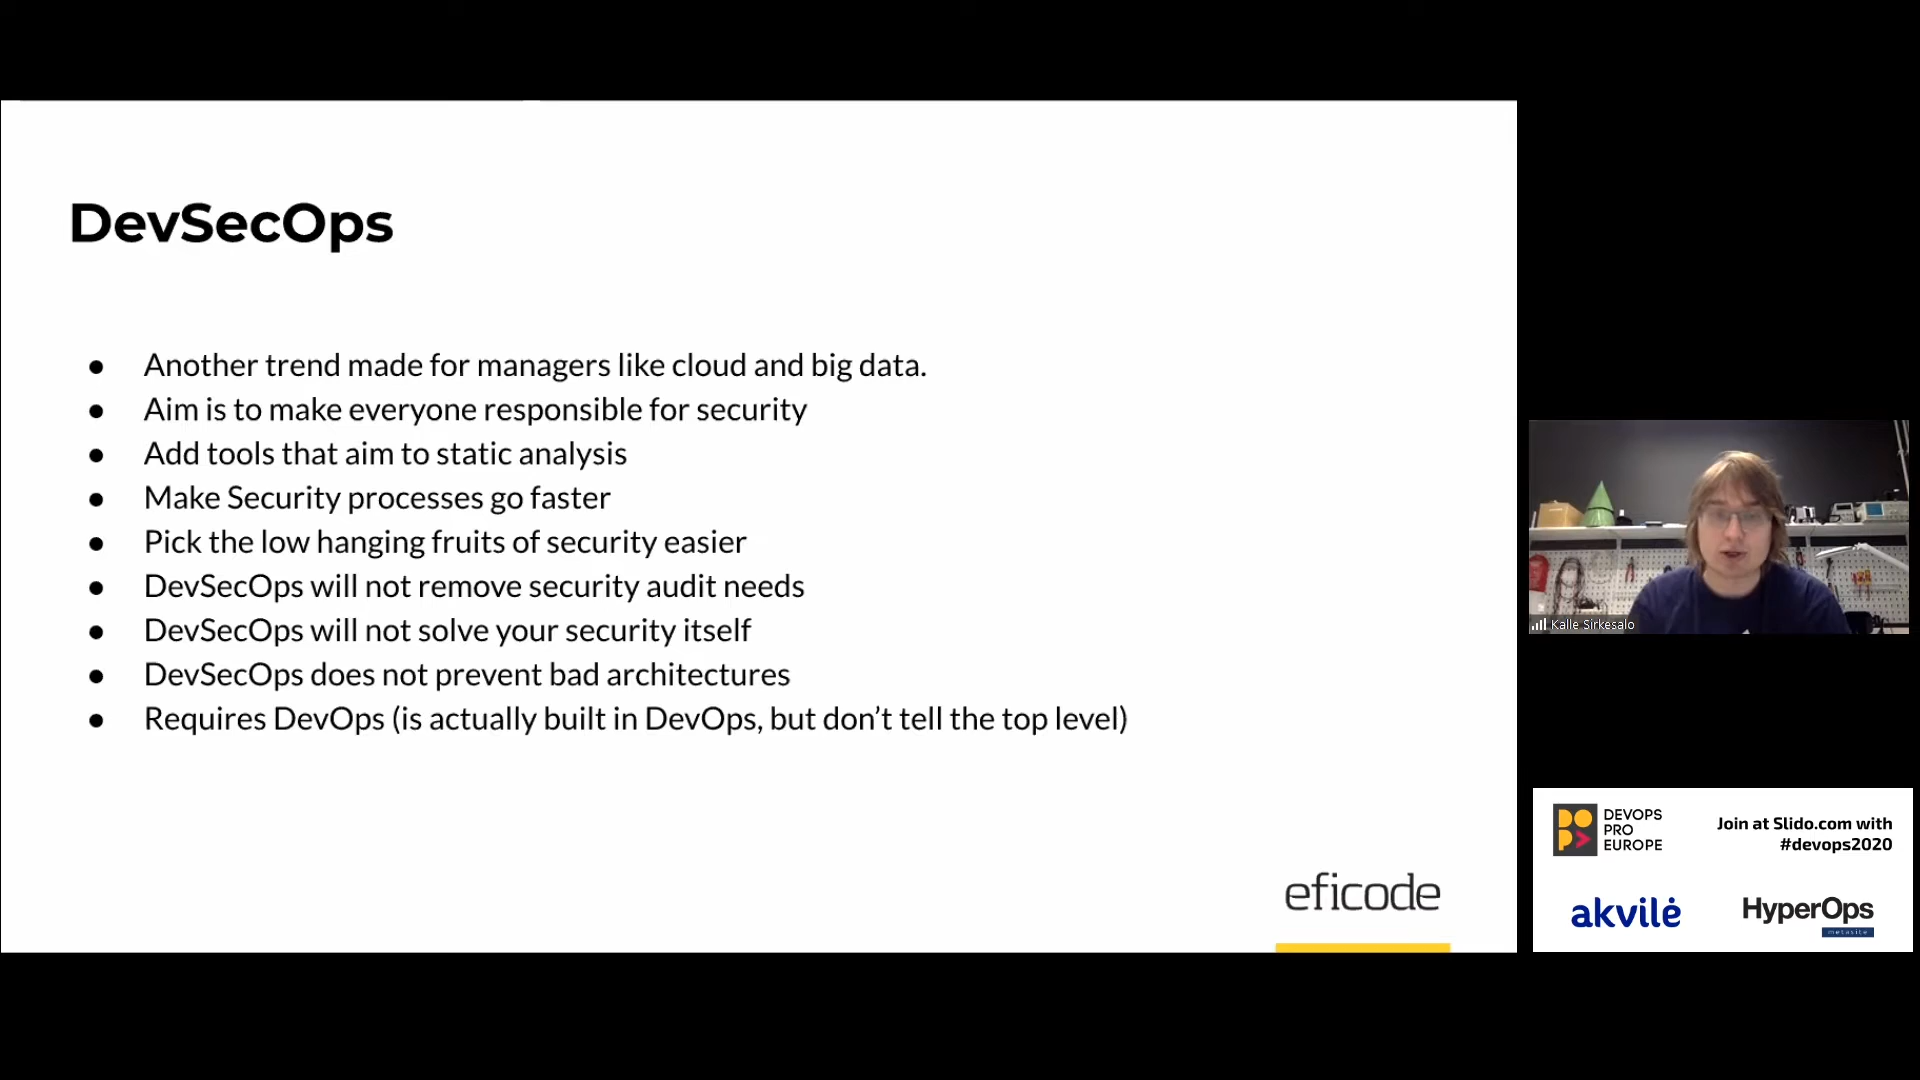 DevSecOps
● Another trend made for managers like cloud and big data.
● Aim is to make everyone responsible for security
● Add tools that aim to static analysis
● Make Security processes go faster
● Pick the low hanging fruits of security easier
● DevSecOps will not remove security audit needs
● DevSecOps will not solve your security itself
● DevSecOps does not prevent bad architectures
● Requires DevOps (is actually built in DevOps, but don’t tell the top level)
eficode
Kalle Sirkesalo
DEVOPS
PRO
EUROPE
Join at Slido.com with
#devops2020
akvilė
HyperOps
metasite